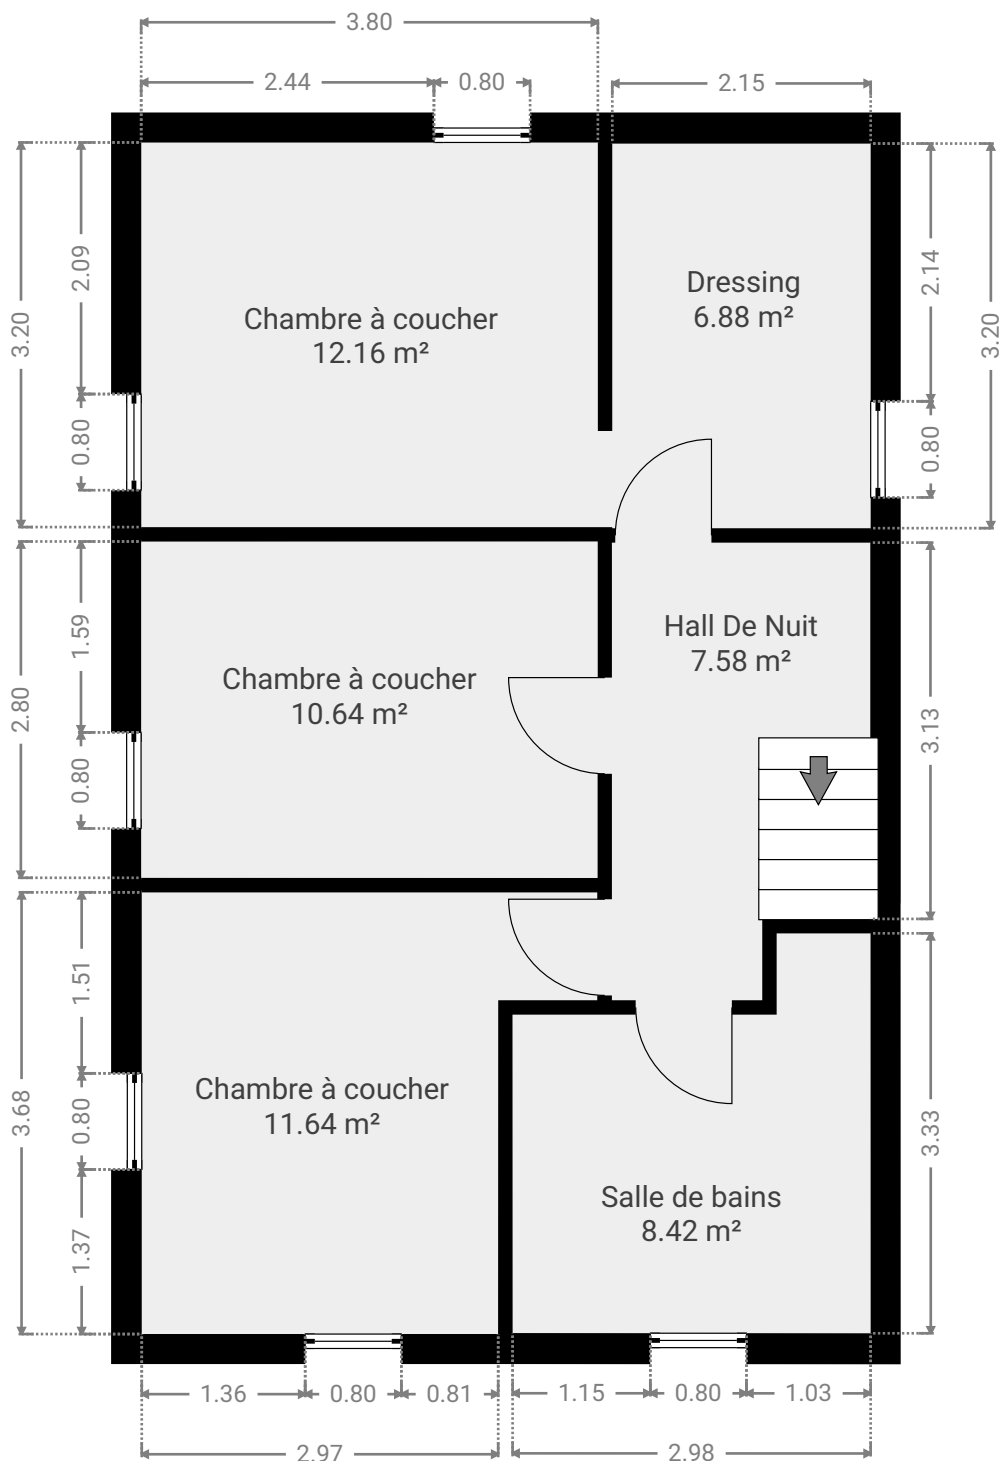 3.80
2.44
0.80
2.15
2.09
0.80
3.20
2.14
0.80
3.20
Chambre à coucher
12.16 m²
Dressing
6.88 m²
1.59
0.80
2.80
Chambre à coucher
10.64 m²
Hall De Nuit
7.58 m²
3.13
1.51
0.80
1.37
3.68
Chambre à coucher
11.64 m²
Salle de bains
8.42 m²
3.33
1.36
0.80
0.81
1.15
0.80
1.03
2.97
2.98